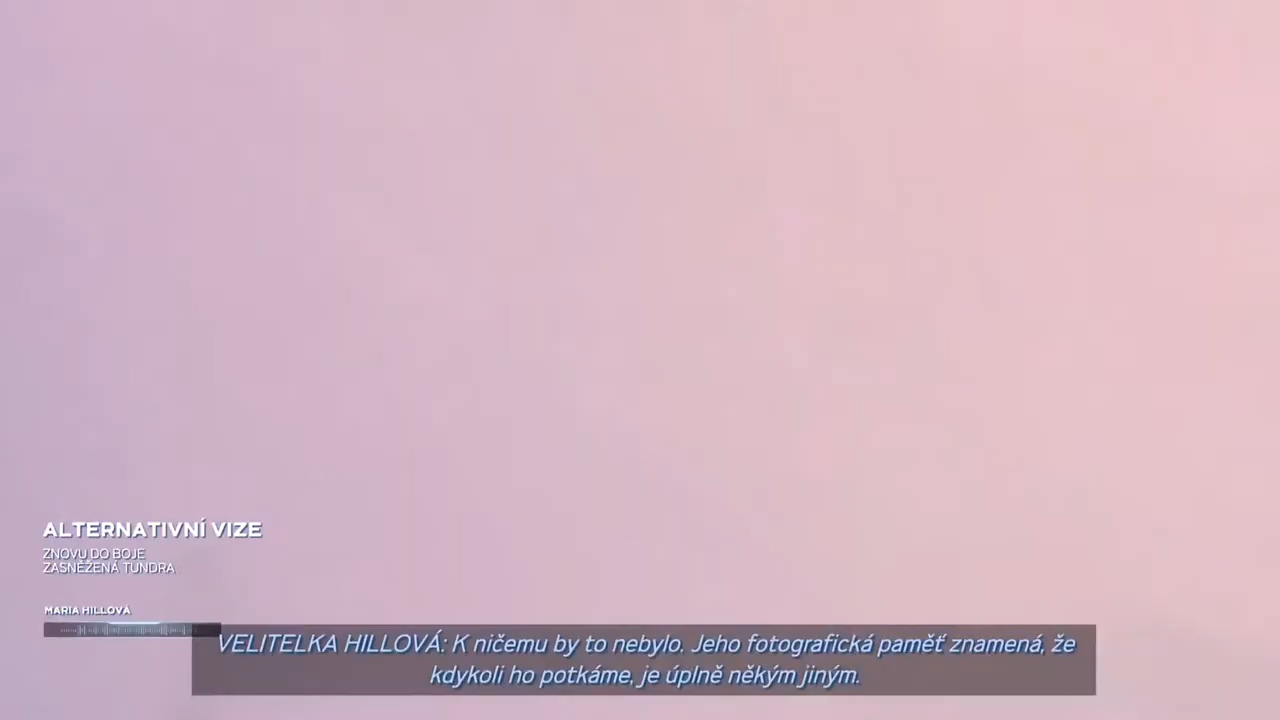 ALTERNATIVNÍ VIZE
ZNOVU DO BOJE
ZASNĚŽENÁ TUNDRA
MARIA HILLOVÁ
VELITELKA HILLOVÁ: K ničemu by to nebylo. Jeho fotografická paměť znamená, že
kdykoli ho potkáme, je úplně někým jiným.